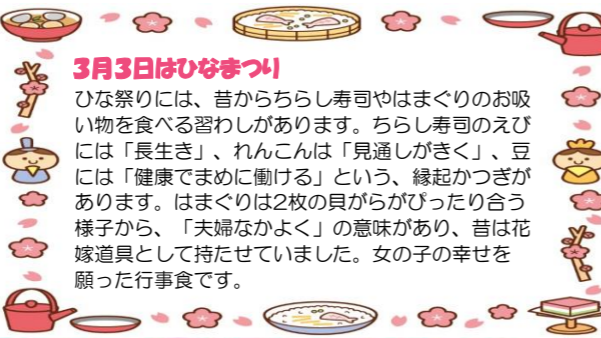 3月3日はひなまつり
ひな祭りには、昔からちらし寿司やはまぐりのお吸
い物を食べる習わしがあります。ちらし寿司のえび
には「長生き」、れんこんは「見通しがきく」、豆
には「健康でまめに働ける」という、縁起かつぎが
あります。はまぐりは2枚の貝がらがぴったり合う
様子から、「夫婦なかよく」の意味があり、昔は花
嫁道具として持たせていました。女の子の幸せを
願った行事食です。